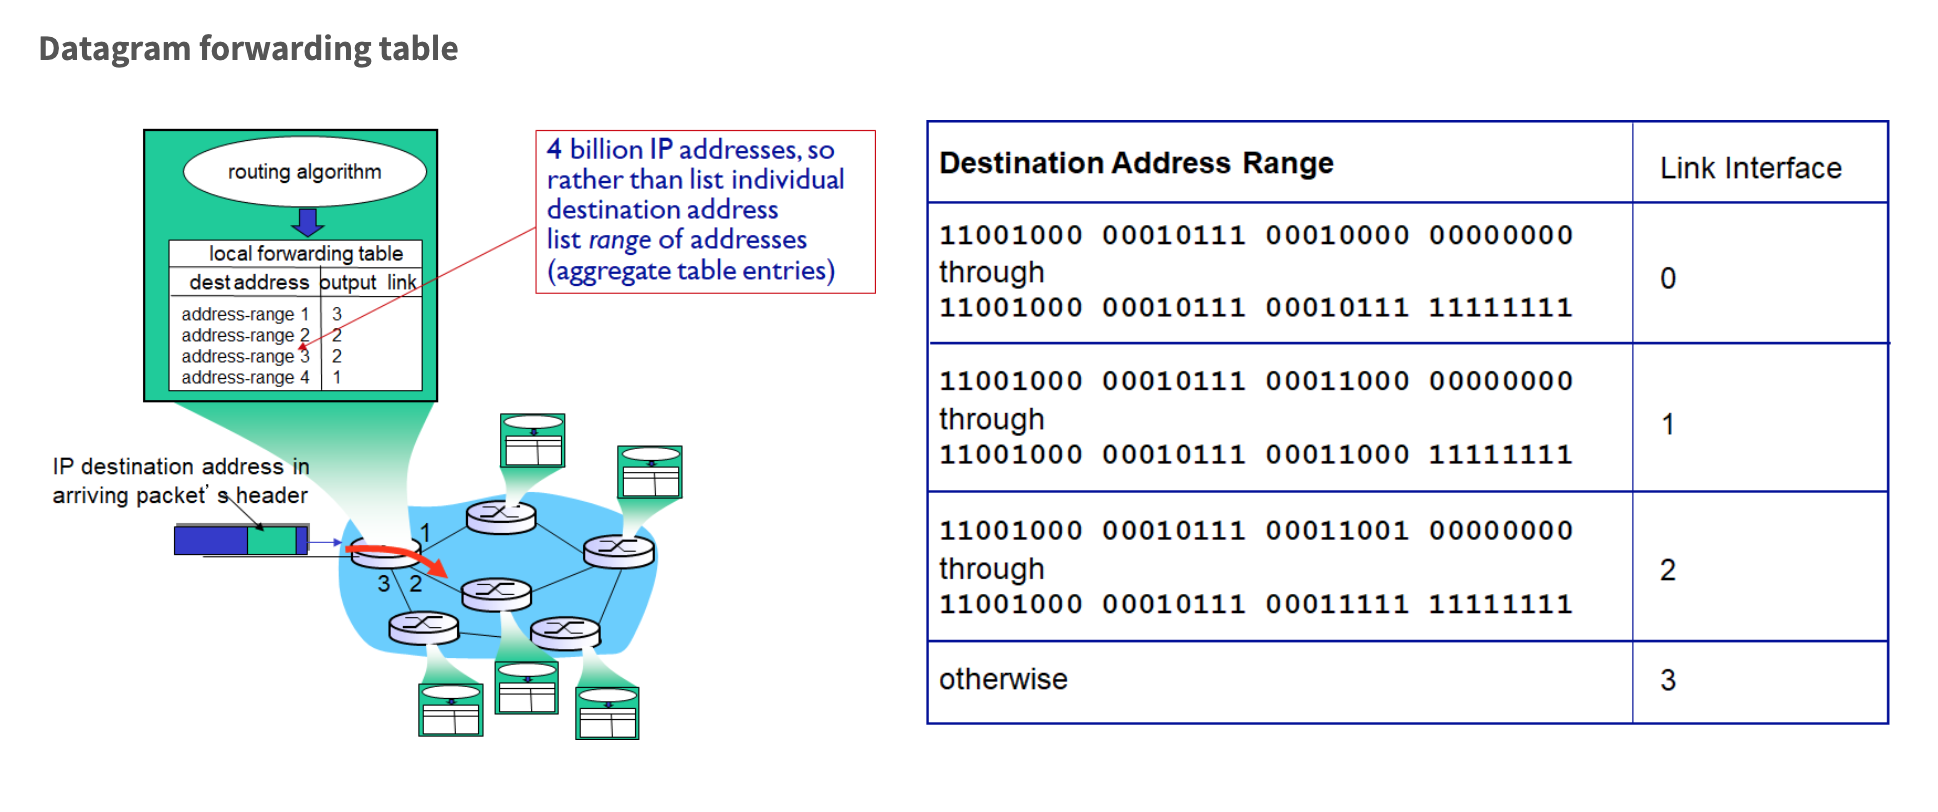 Datagram forwarding table
routing algorithm
local forwarding table
dest address output link
address-range 1 3
address-range 2 2
address-range 3 2
address-range 4 1
4 billion IP addresses, so
rather than list individual
destination address
list range of addresses
(aggregate table entries)
IP destination address in
arriving packet’ s header
1
3 2
Destination Address Range Link Interface
11001000 00010111 00010000 00000000
through
11001000 00010111 00010111 11111111
0
11001000 00010111 00011000 00000000
through
11001000 00010111 00011000 11111111
1
11001000 00010111 00011001 00000000
through
11001000 00010111 00011111 11111111
2
otherwise 3